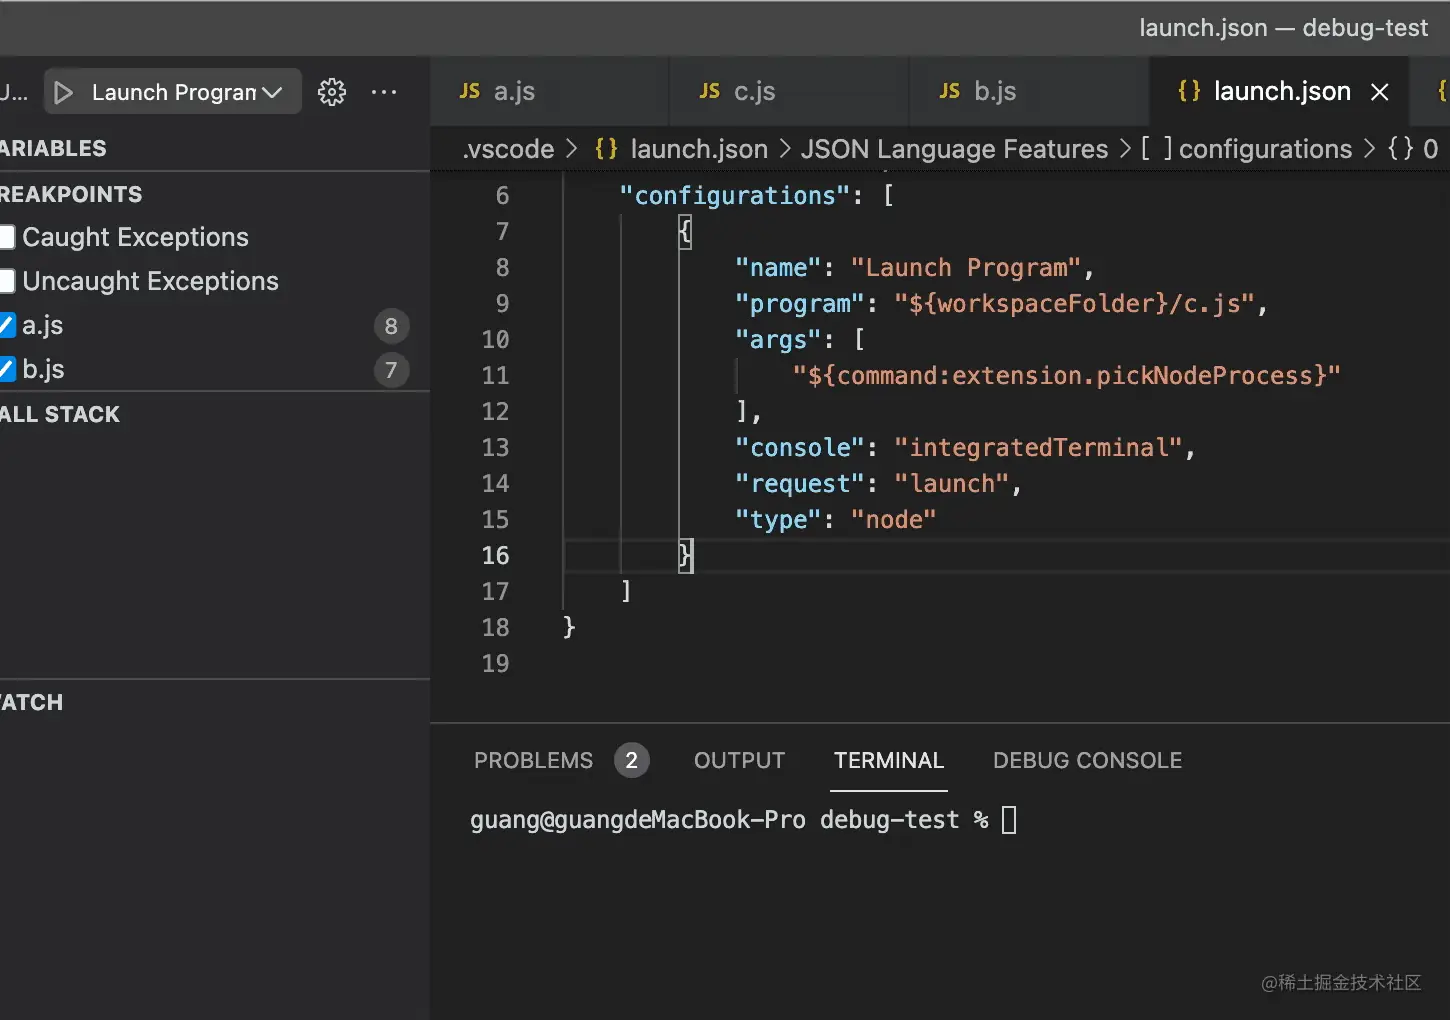 launch.json — debug-test
U... Launch Program
JS a.js
JS c.js
JS b.js
{} launch.json
.vscode > {} launch.json > JSON Language Features > [ ] configurations > {} 0
ARIABLES
REAKPOINTS
Caught Exceptions
Uncaught Exceptions
a.js 8
b.js 7
ALL STACK
ATCH
6 "configurations": [
7 {
8 "name": "Launch Program",
9 "program": "${workspaceFolder}/c.js",
10 "args": [
11 "${command:extension.pickNodeProcess}"
12 ],
13 "console": "integratedTerminal",
14 "request": "launch",
15 "type": "node"
16 }
17 ]
18 }
19
PROBLEMS 2 OUTPUT TERMINAL DEBUG CONSOLE
guang@guangdeMacBook-Pro debug-test %
@稀土掘金技术社区